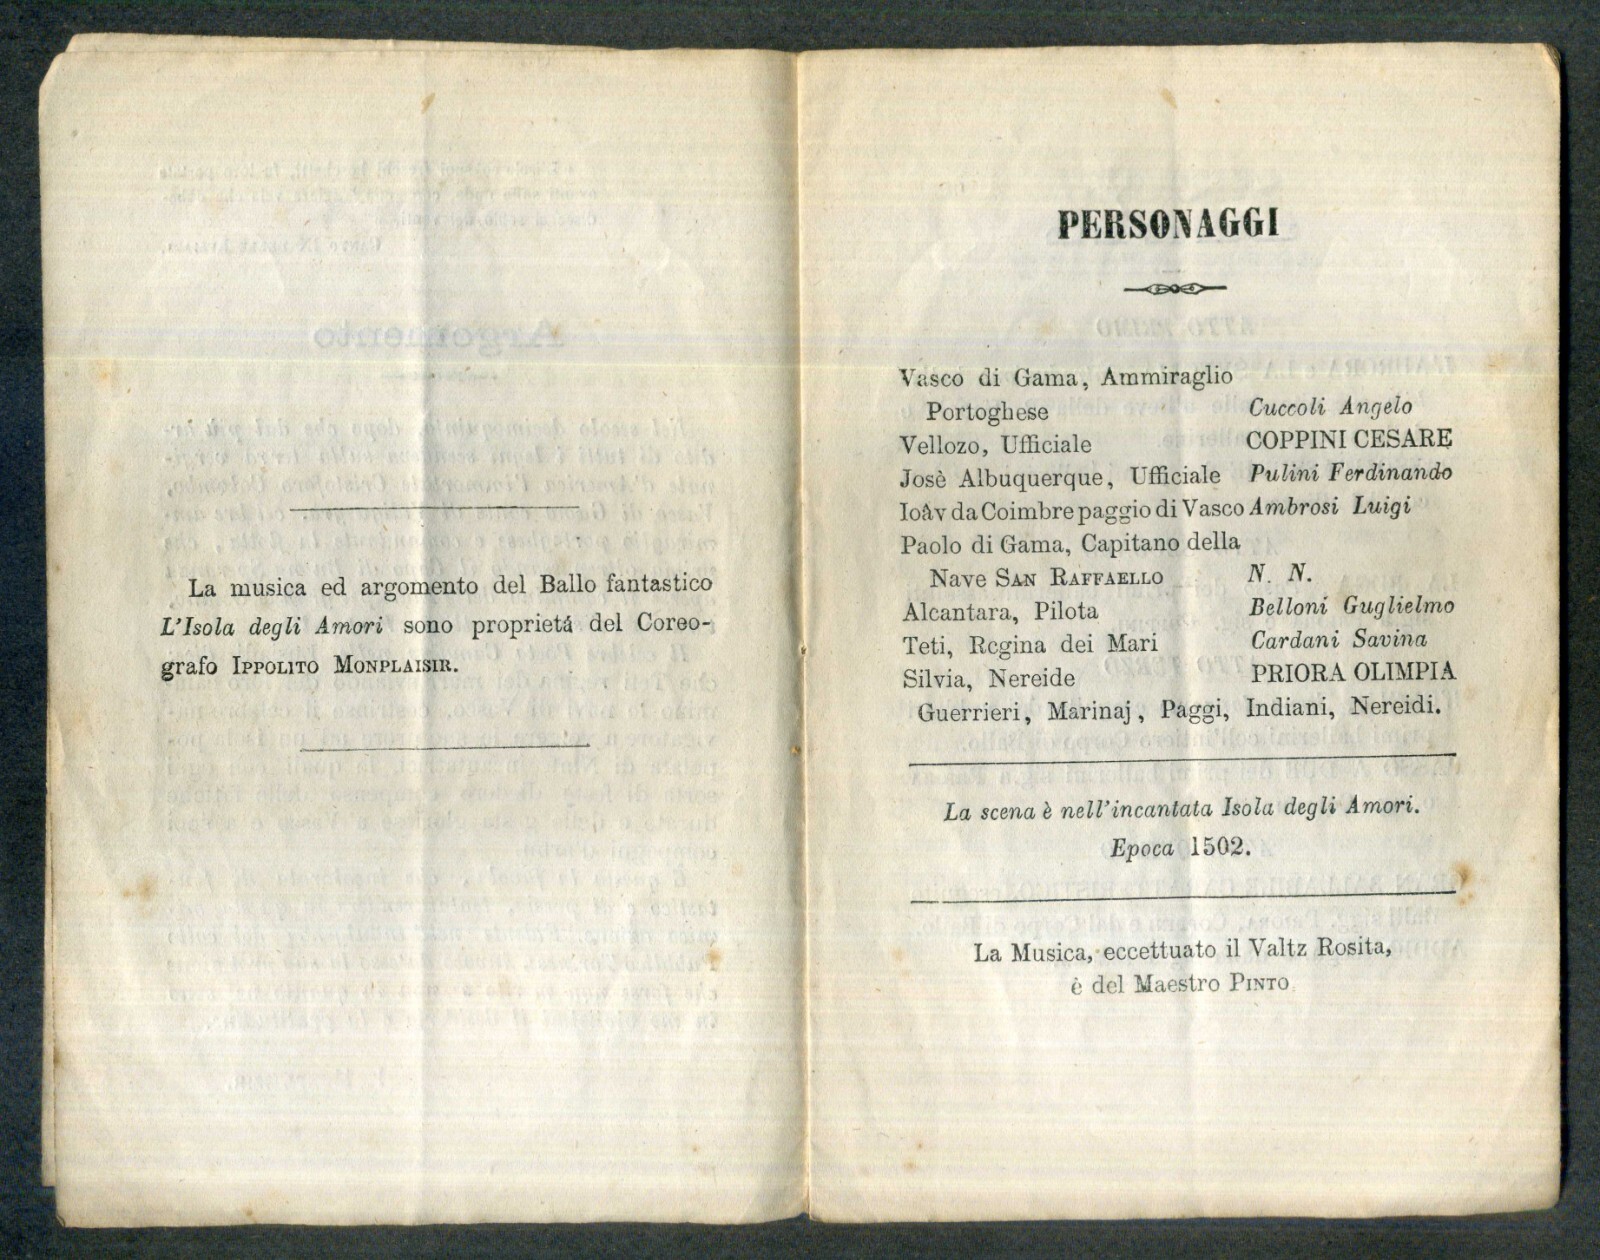 La musica ed argomento del Ballo fantastico
L'Isola degli Amori sono proprietá del Coreo-
grafo Ippolito Monplaisir.
PERSONAGGI
Vasco di Gama, Ammiraglio
Portoghese Cuccoli Angelo
Vellozo, Ufficiale COPPINI CESARE
Josè Albuquerque, Ufficiale Pulini Ferdinando
Ioâv da Coimbre paggio di Vasco Ambrosi Luigi
Paolo di Gama, Capitano della
Nave San Raffaello N. N.
Alcantara, Pilota Belloni Guglielmo
Teti, Regina dei Mari Cardani Savina
Silvia, Nereide PRIORA OLIMPIA
Guerrieri, Marinaj, Paggi, Indiani, Nereidi.
La scena è nell'incantata Isola degli Amori.
Epoca 1502.
La Musica, eccettuato il Valtz Rosita,
è del Maestro Pinto.